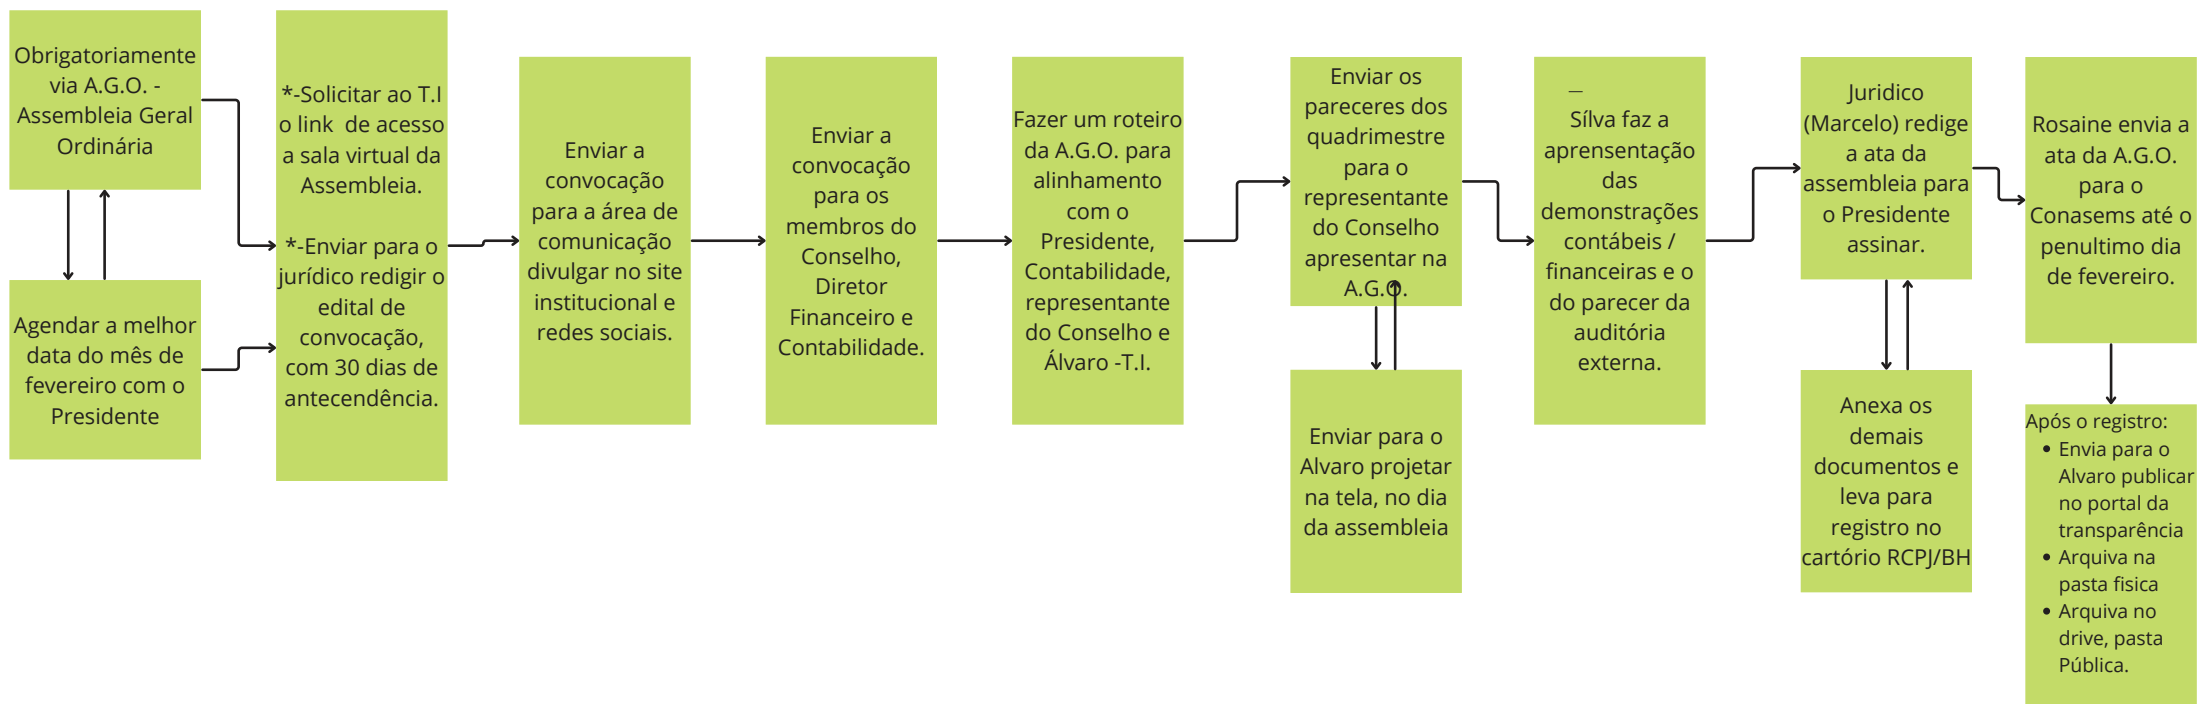 Obrigatoriamente
via A.G.O. -
Assembleia Geral
Ordinária
Agendar a melhor
data do mês de
fevereiro com o
Presidente
*-Solicitar ao T.I
o link de acesso
a sala virtual da
Assembleia.
*-Enviar para o
jurídico redigir o
edital de
convocação,
com 30 dias de
antecendência.
Enviar a
convocação
para a área de
comunicação
divulgar no site
institucional e
redes sociais.
Enviar a
convocação
para os
membros do
Conselho,
Diretor
Financeiro e
Contabilidade.
Fazer um roteiro
da A.G.O. para
alinhamento
com o
Presidente,
Contabilidade,
representante
do Conselho e
Álvaro -T.I.
Enviar os
pareceres dos
quadrimestre
para o
representante
do Conselho
apresentar na
A.G.O.
Enviar para o
Alvaro projetar
na tela, no dia
da assembleia
_
Sílva faz a
aprensentação
das
demonstrações
contábeis /
financeiras e o
do parecer da
auditória
externa.
Juridico
(Marcelo) redige
a ata da
assembleia para
o Presidente
assinar.
Anexa os
demais
documentos e
leva para
registro no
cartório RCPJ/BH
Rosaine envia a
ata da A.G.O.
para o
Conasems até o
penultimo dia
de fevereiro.
Após o registro:
• Envia para o
Alvaro publicar
no portal da
transparência
• Arquiva na
pasta fisica
• Arquiva no
drive, pasta
Pública.